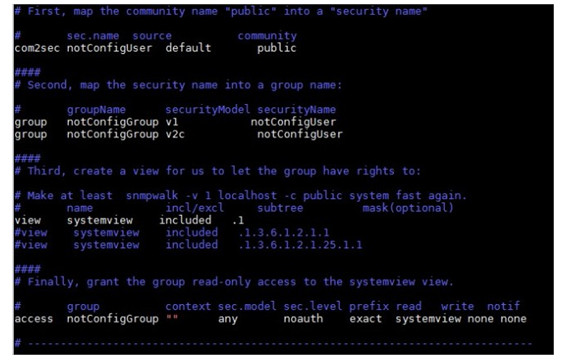 # First, map the community name "public" into a "security name"
# sec.name source community
com2sec notConfigUser default public
####
# Second, map the security name into a group name:
# groupName securityModel securityName
group notConfigGroup v1 notConfigUser
group notConfigGroup v2c notConfigUser
####
# Third, create a view for us to let the group have rights to:
# Make at least snmpwalk -v 1 localhost -c public system fast again.
# name incl/excl subtree mask(optional)
view systemview included .1
#view systemview included .1.3.6.1.2.1.1
#view systemview included .1.3.6.1.2.1.25.1.1
####
# Finally, grant the group read-only access to the systemview view.
# group context sec.model sec.level prefix read write notif
access notConfigGroup "" any noauth exact systemview none none
# -----------------------------------------------------------------------------